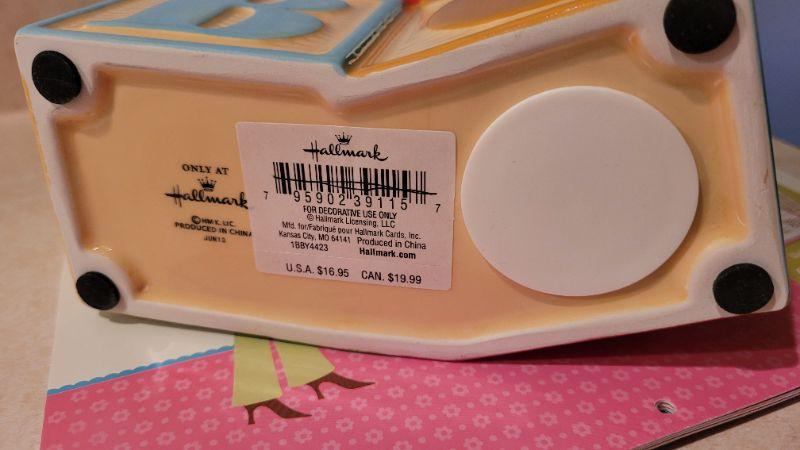 B
ONLY AT
Hallmark
© HMK. LIC.
PRODUCED IN CHINA
Hallmark
7 95902 39115 7
FOR DECORATIVE USE ONLY
© Hallmark Licensing, LLC
Mfd. for/Fabriqué pour Hallmark Cards, Inc.
Kansas City, MO 64141 Produced in China
1BBY4423 Hallmark.com
U.S.A. $16.95 CAN. $19.99